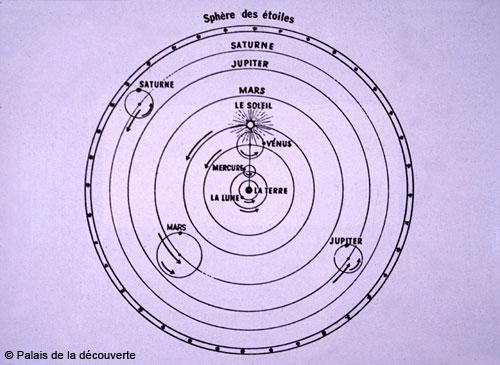 Sphère des étoiles
SATURNE
JUPITER
SATURNE
MARS
LE SOLEIL
VÉNUS
MERCURE
LA TERRE
LA LUNE
MARS
JUPITER
© Palais de la découverte